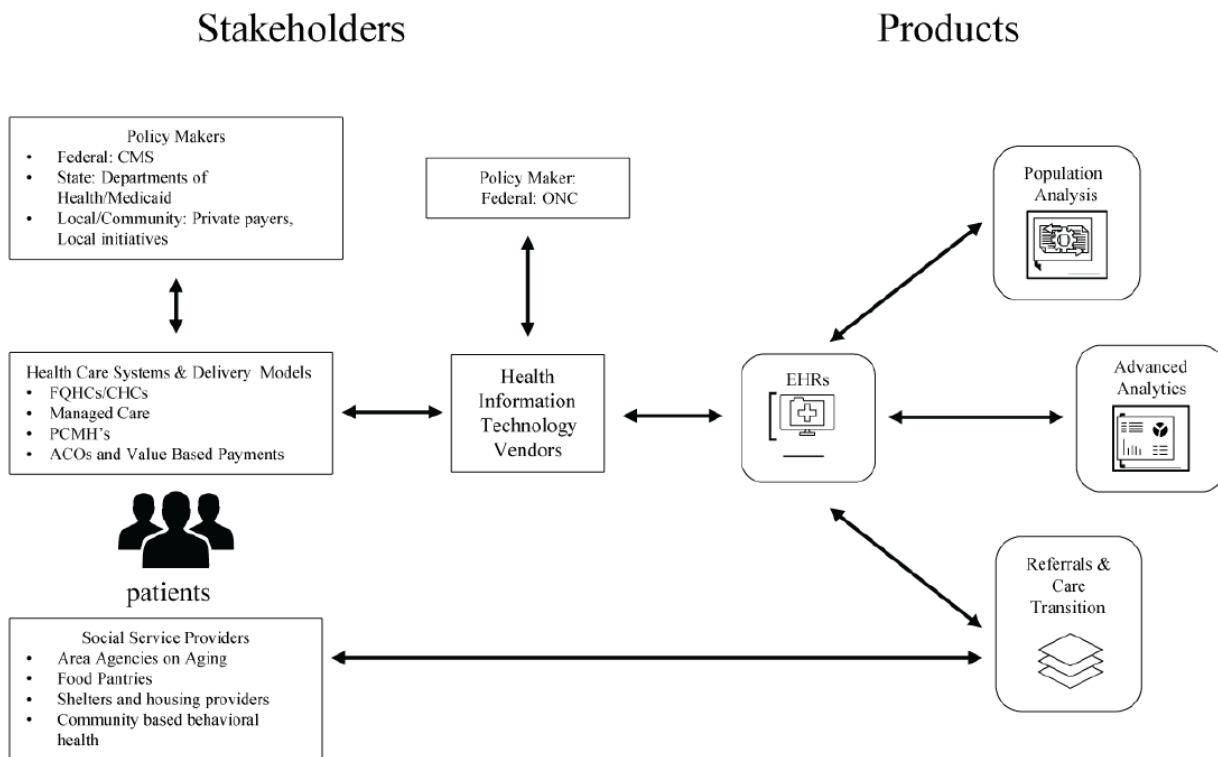 Stakeholders
Products
Policy Makers
• Federal: CMS
• State: Departments of
Health/Medicaid
• Local/Community: Private payers,
Local initiatives
Policy Maker:
Federal: ONC
Population
Analysis
Health Care Systems & Delivery Models
• FQHCs/CHCs
• Managed Care
• PCMH's
• ACOs and Value Based Payments
Health
Information
Technology
Vendors
EHRs
Advanced
Analytics
patients
Referrals &
Care
Transition
Social Service Providers
• Area Agencies on Aging
• Food Pantries
• Shelters and housing providers
• Community based behavioral
health